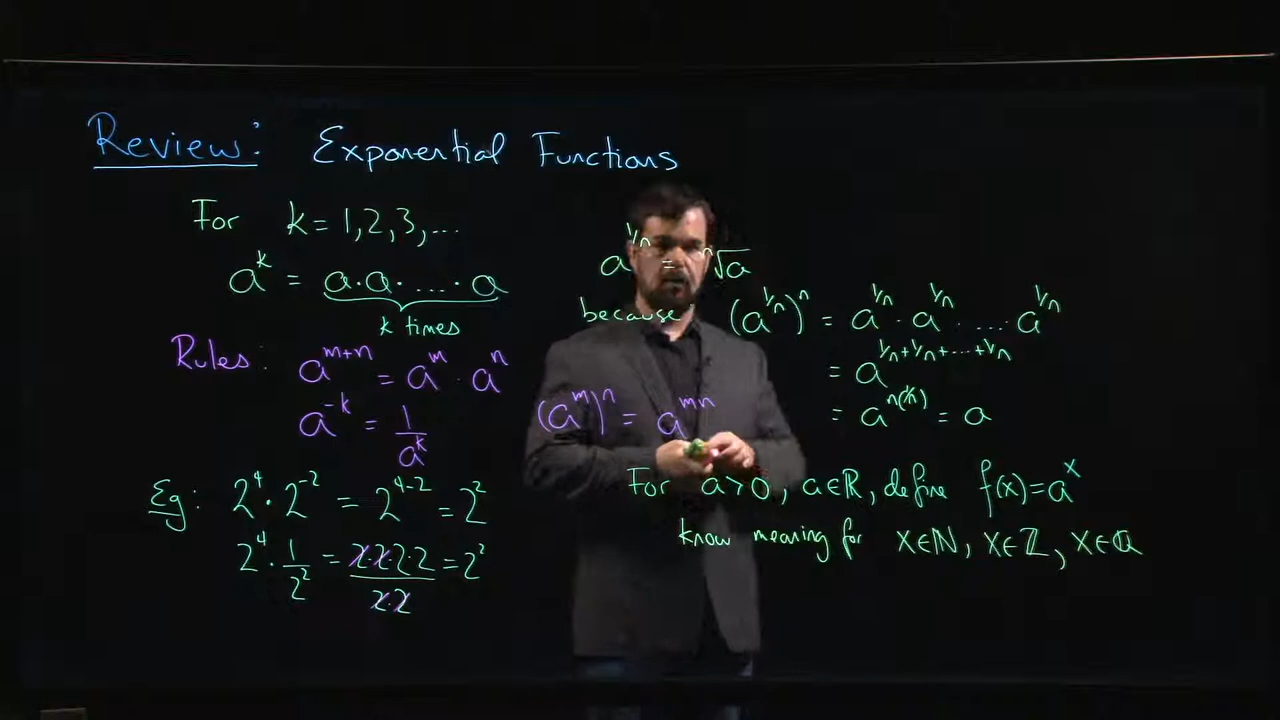 Review: Exponential Functions
For k = 1,2,3,...
a^k = a·a·....·a
k times
Rules: a^{m+n} = a^m · a^n
a^{-k} = 1/a^k
(a^m)^n = a^{mn}
Eg: 2^4 · 2^{-2} = 2^{4-2} = 2^2
2^4 · 1/2^2 = 2·2·2·2/2·2 = 2^2
a^{1/n} = ⁿ√a
because (a^{1/n})^n = a^{1/n} · a^{1/n} · .... a^{1/n}
= a^{1/n+1/n+...+1/n}
= a^{n(1/n)} = a
For a>0, a∈ℝ, define f(x)=a^x
know meaning for x∈ℕ, x∈ℤ, x∈ℚ